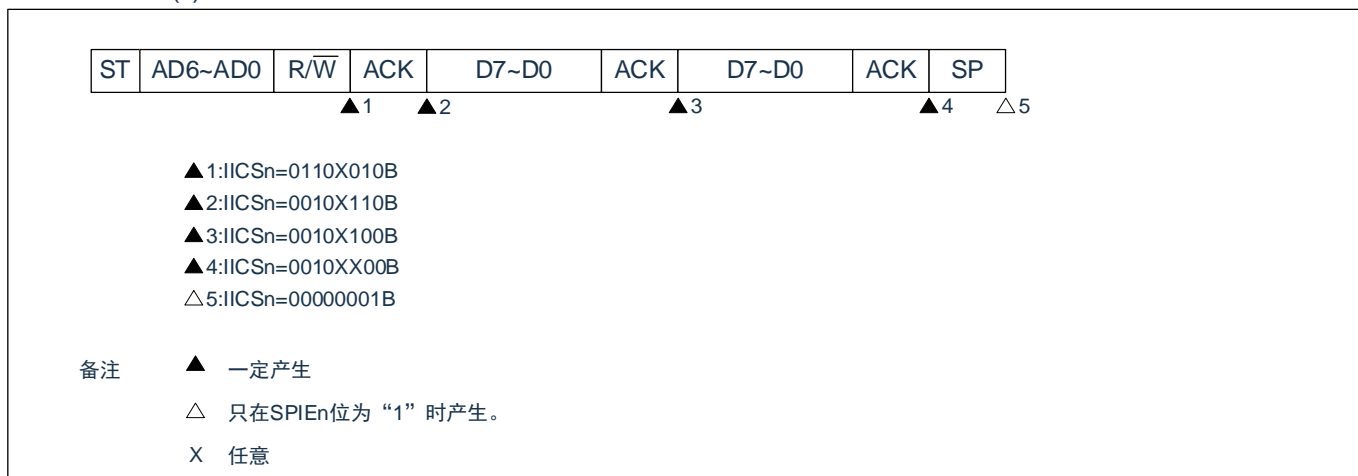 ST AD6~AD0 R/W̅ ACK D7~D0 ACK D7~D0 ACK SP
▲1 ▲2 ▲3 ▲4 △5
▲1:IICSn=0110X010B
▲2:IICSn=0010X110B
▲3:IICSn=0010X100B
▲4:IICSn=0010XX00B
△5:IICSn=00000001B
备注 ▲ 一定产生
△ 只在SPIEn位为“1”时产生。
X 任意